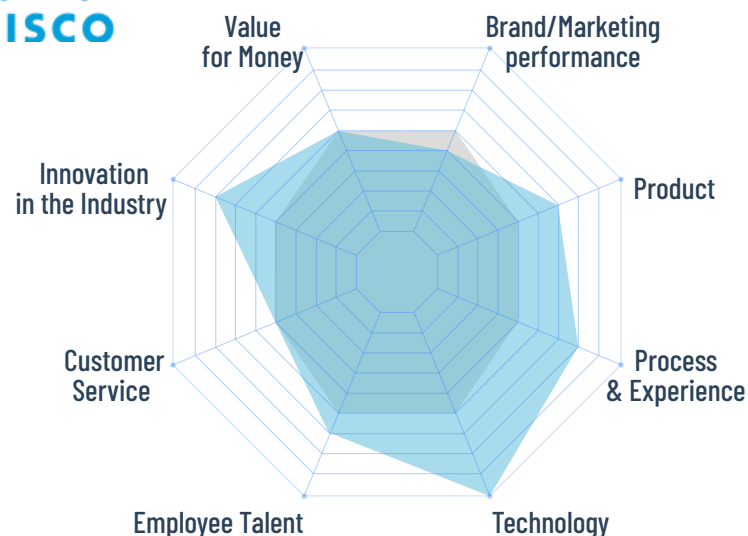 ISCO
Value
for Money
Brand/Marketing
performance
Innovation
in the Industry
Product
Customer
Service
Process
& Experience
Employee Talent
Technology